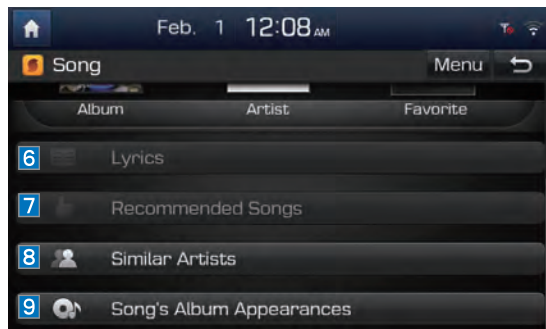 Feb. 1 12:08 AM
Song Menu
Album Artist Favorite
6 Lyrics
7 Recommended Songs
8 Similar Artists
9 Song's Album Appearances